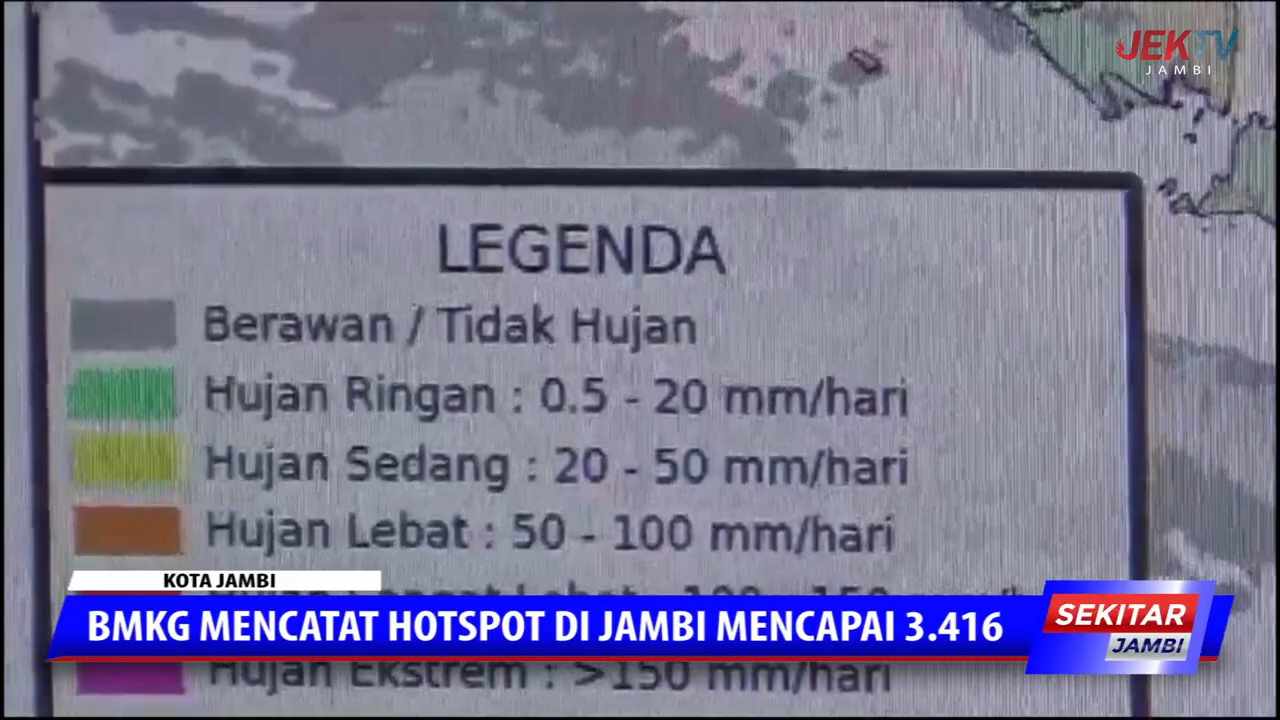 JEKTV
JAMBI
LEGENDA
Berawan / Tidak Hujan
Hujan Ringan : 0.5 - 20 mm/hari
Hujan Sedang : 20 - 50 mm/hari
Hujan Lebat : 50 - 100 mm/hari
KOTA JAMBI
BMKG MENCATAT HOTSPOT DI JAMBI MENCAPAI 3.416
SEKITAR
JAMBI
Hujan Ekstrem : >150 mm/hari